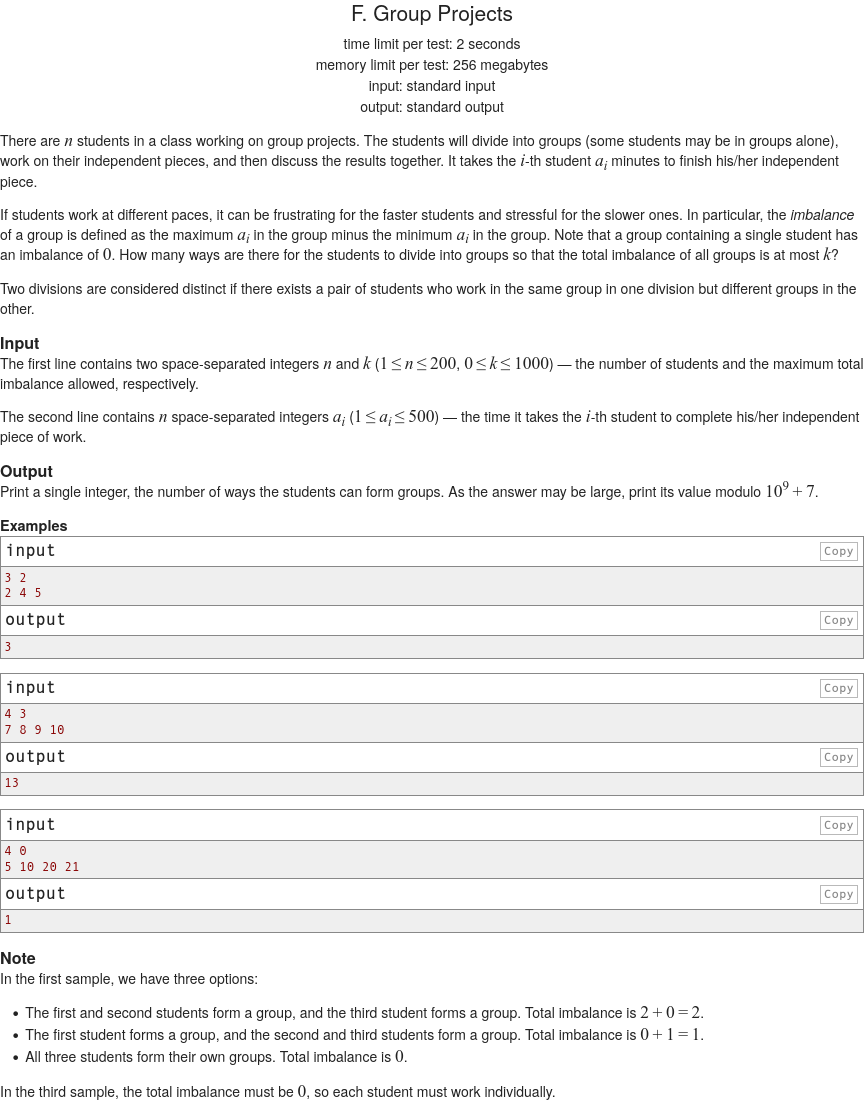 F. Group Projects
time limit per test: 2 seconds
memory limit per test: 256 megabytes
input: standard input
output: standard output
There are n students in a class working on group projects. The students will divide into groups (some students may be in groups alone),
work on their independent pieces, and then discuss the results together. It takes the i-th student a_i minutes to finish his/her independent
piece.
If students work at different paces, it can be frustrating for the faster students and stressful for the slower ones. In particular, the imbalance
of a group is defined as the maximum a_i in the group minus the minimum a_i in the group. Note that a group containing a single student has
an imbalance of 0. How many ways are there for the students to divide into groups so that the total imbalance of all groups is at most k?
Two divisions are considered distinct if there exists a pair of students who work in the same group in one division but different groups in the
other.
Input
The first line contains two space-separated integers n and k (1 ≤ n ≤ 200, 0 ≤ k ≤ 1000) — the number of students and the maximum total
imbalance allowed, respectively.
The second line contains n space-separated integers a_i (1 ≤ a_i ≤ 500) — the time it takes the i-th student to complete his/her independent
piece of work.
Output
Print a single integer, the number of ways the students can form groups. As the answer may be large, print its value modulo 10^9 + 7.
Examples
input Copy
3 2
2 4 5
output Copy
3
input Copy
4 3
7 8 9 10
output Copy
13
input Copy
4 0
5 10 20 21
output Copy
1
Note
In the first sample, we have three options:
• The first and second students form a group, and the third student forms a group. Total imbalance is 2 + 0 = 2.
• The first student forms a group, and the second and third students form a group. Total imbalance is 0 + 1 = 1.
• All three students form their own groups. Total imbalance is 0.
In the third sample, the total imbalance must be 0, so each student must work individually.